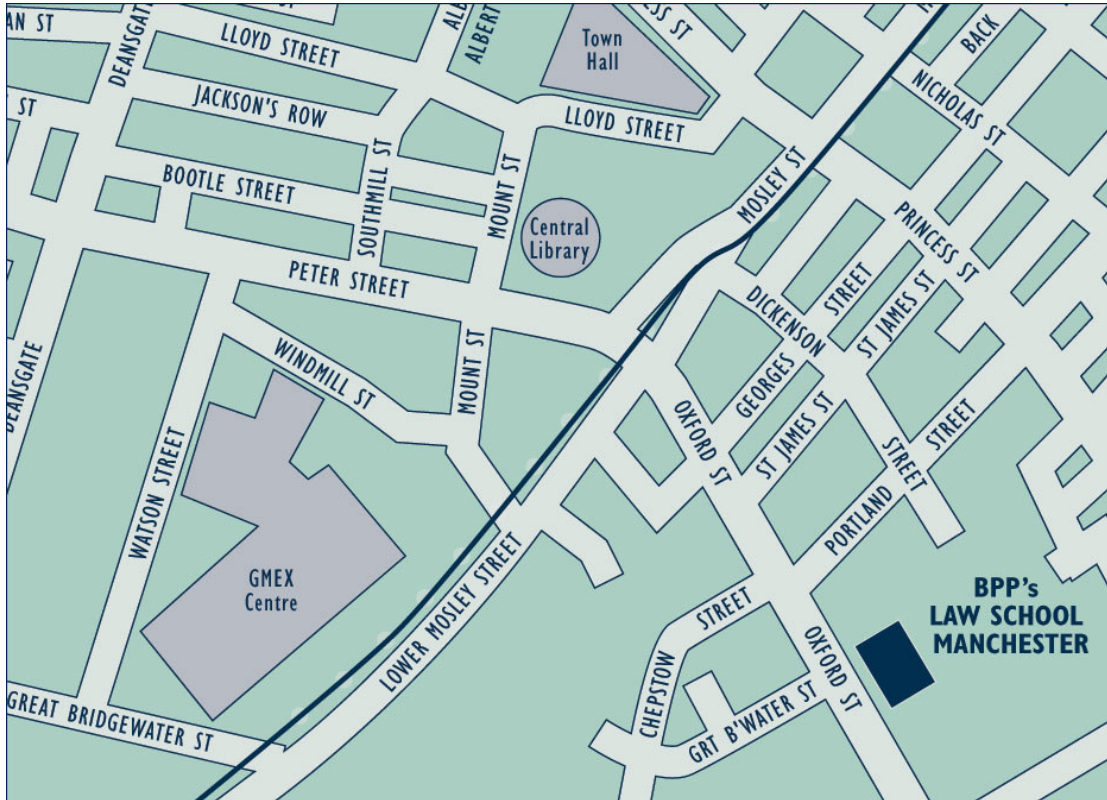 DEANSGATE
LLOYD STREET
ALBERT
Town
Hall
BACK
NICHOLAS ST
JACKSON'S ROW
LLOYD STREET
BOOTLE STREET
SOUTHMILL ST
MOUNT ST
MOSLEY ST
Central
Library
PRINCESS ST
PETER STREET
STREET
ST JAMES ST
DICKENSON
WINDMILL ST
MOUNT ST
DEANSGATE
GEORGES
OXFORD ST
ST JAMES ST
STREET
STREET
WATSON STREET
PORTLAND
GMEX
Centre
LOWER MOSLEY STREET
STREET
BPP's
LAW SCHOOL
MANCHESTER
CHEPSTOW
OXFORD ST
GREAT BRIDGEWATER ST
GRT B'WATER ST